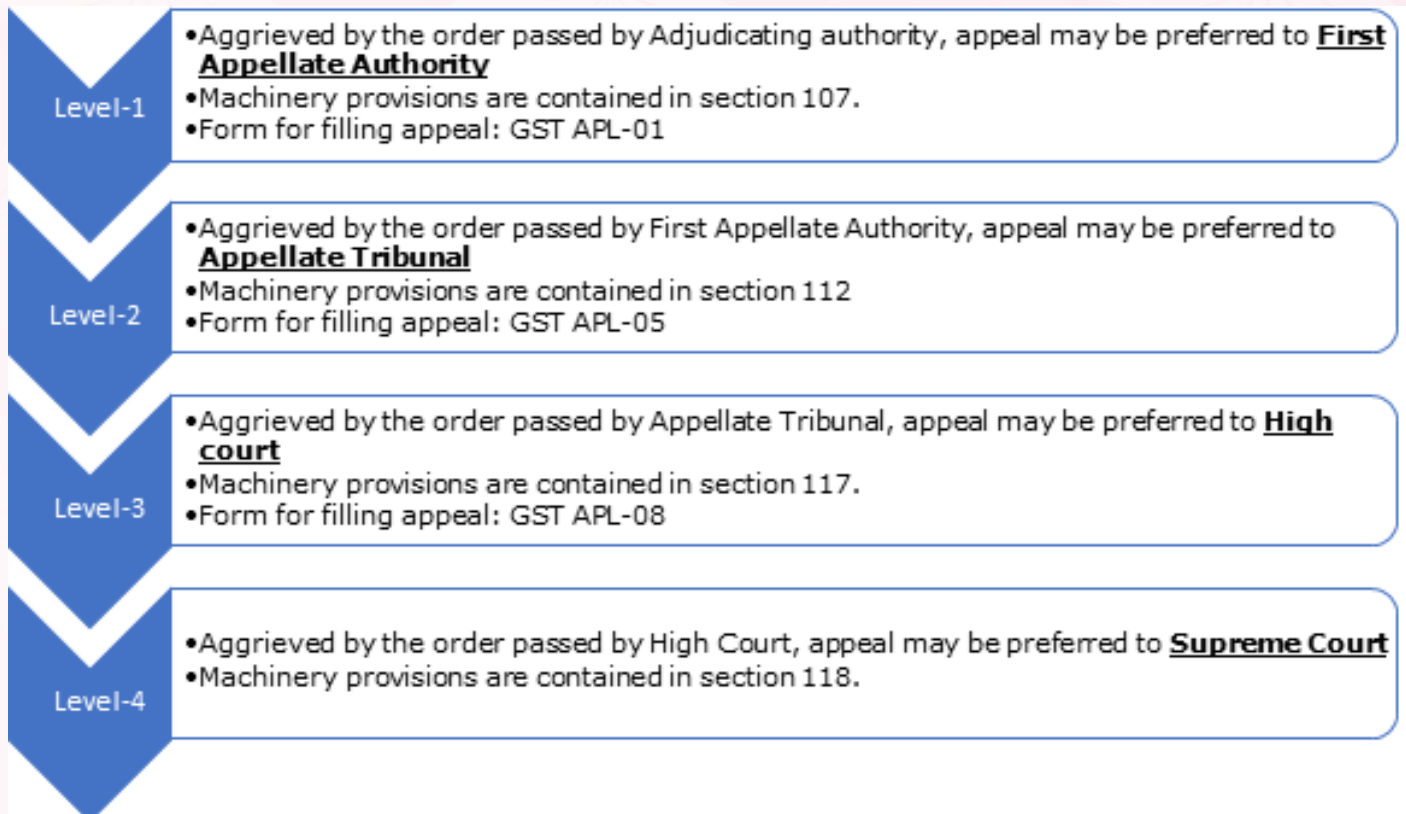 Level-1
•Aggrieved by the order passed by Adjudicating authority, appeal may be preferred to First
Appellate Authority
•Machinery provisions are contained in section 107.
•Form for filling appeal: GST APL-01
Level-2
•Aggrieved by the order passed by First Appellate Authority, appeal may be preferred to
Appellate Tribunal
•Machinery provisions are contained in section 112
•Form for filling appeal: GST APL-05
Level-3
•Aggrieved by the order passed by Appellate Tribunal, appeal may be preferred to High
court
•Machinery provisions are contained in section 117.
•Form for filling appeal: GST APL-08
Level-4
•Aggrieved by the order passed by High Court, appeal may be preferred to Supreme Court
•Machinery provisions are contained in section 118.